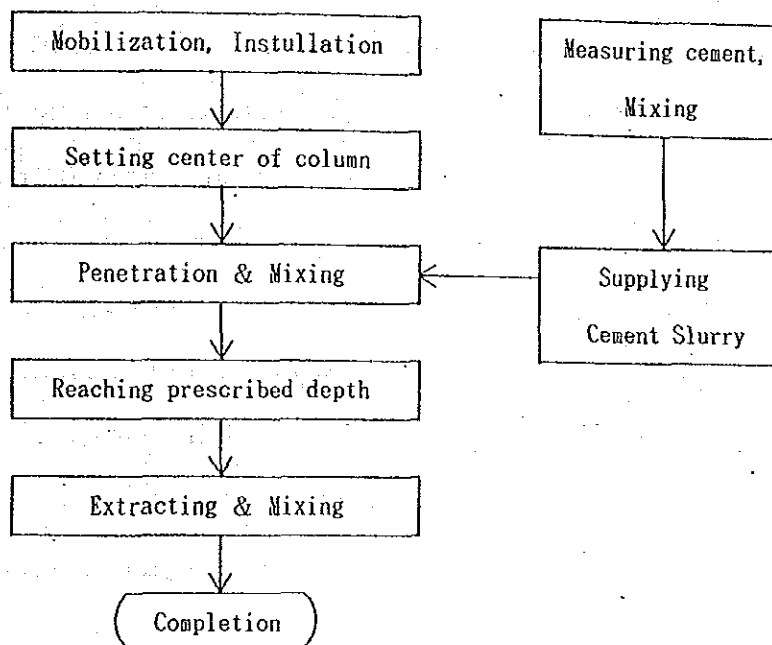 Mobilization, Instullation
Setting center of column
Penetration & Mixing
Reaching prescribed depth
Extracting & Mixing
Completion
Measuring cement,
Mixing
Supplying
Cement Slurry